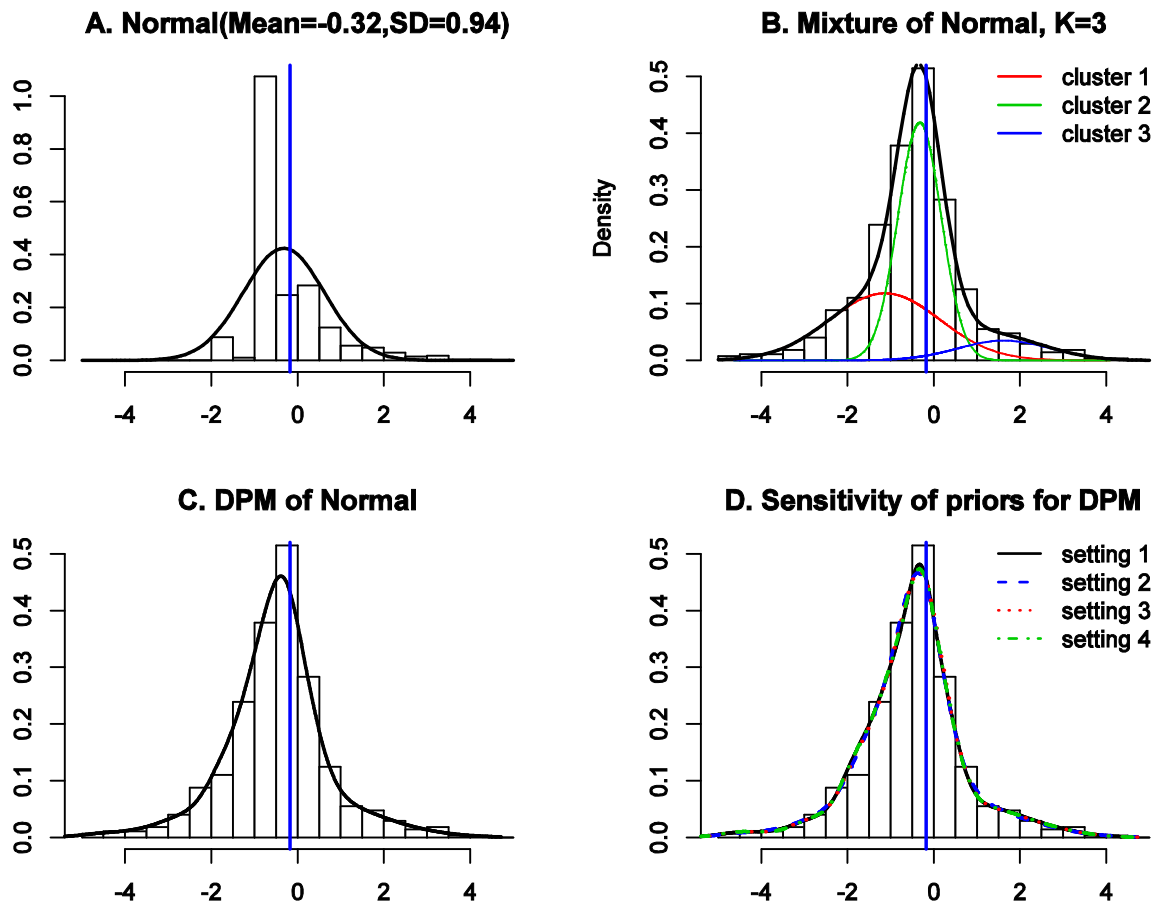 A. Normal(Mean=-0.32,SD=0.94)
0.0 0.2 0.4 0.6 0.8 1.0
-4 -2 0 2 4
B. Mixture of Normal, K=3
Density
0.0 0.1 0.2 0.3 0.4 0.5
cluster 1
cluster 2
cluster 3
-4 -2 0 2 4
C. DPM of Normal
0.0 0.1 0.2 0.3 0.4 0.5
-4 -2 0 2 4
D. Sensitivity of priors for DPM
0.0 0.1 0.2 0.3 0.4 0.5
setting 1
setting 2
setting 3
setting 4
-4 -2 0 2 4